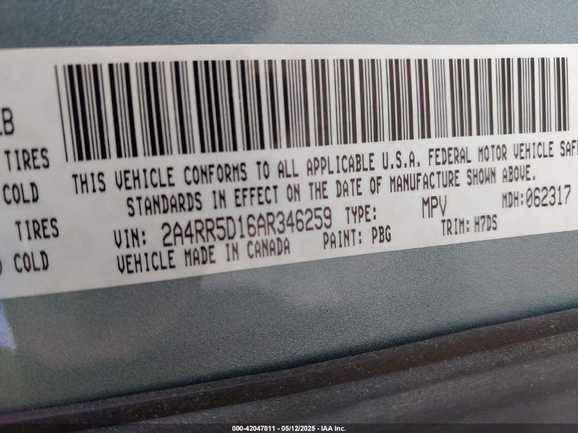 LB
TIRES
COLD
TIRES
COLD
THIS VEHICLE CONFORMS TO ALL APPLICABLE U.S.A. FEDERAL MOTOR VEHICLE
STANDARDS IN EFFECT ON THE DATE OF MANUFACTURE SHOWN ABOVE.
VIN: 2A4RR5D16AR346259 TYPE: MPV MDH:062317
VEHICLE MADE IN CANADA PAINT: PBG TRIM: H7DS
000-42047811 - 05/12/2025 - IAA Inc.